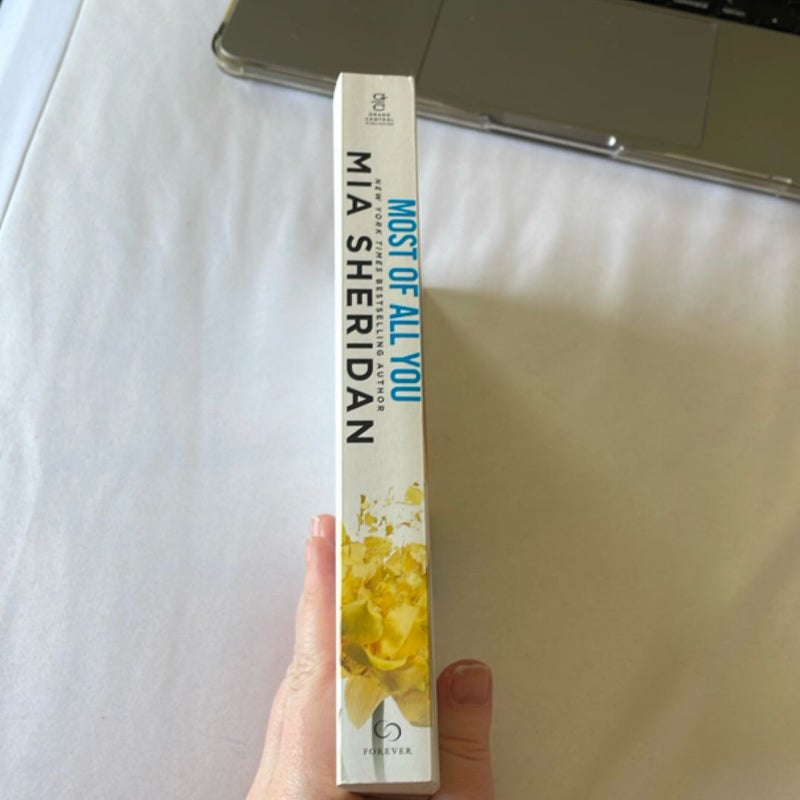 GRAND
CENTRAL
PUBLISHING
MOST OF ALL YOU
NEW YORK TIMES BESTSELLING AUTHOR
MIA SHERIDAN
FOREVER